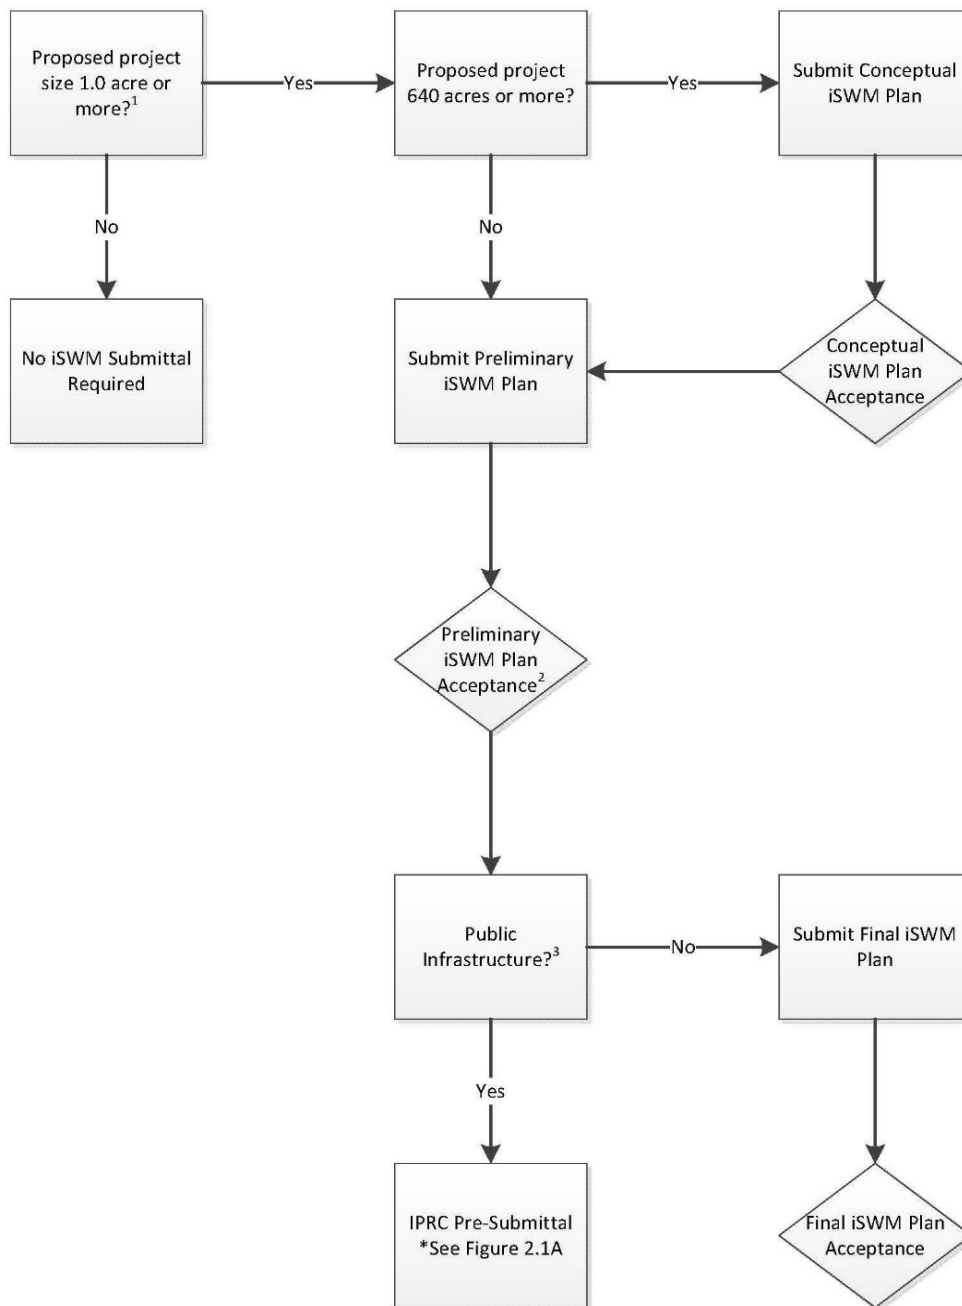 Proposed project
size 1.0 acre or
more?¹
Yes
Proposed project
640 acres or more?
Yes
Submit Conceptual
iSWM Plan
No
No
No iSWM Submittal
Required
Submit Preliminary
iSWM Plan
Conceptual
iSWM Plan
Acceptance
Preliminary
iSWM Plan
Acceptance²
Public
Infrastructure?³
No
Submit Final iSWM
Plan
Yes
IPRC Pre-Submittal
*See Figure 2.1A
Final iSWM Plan
Acceptance